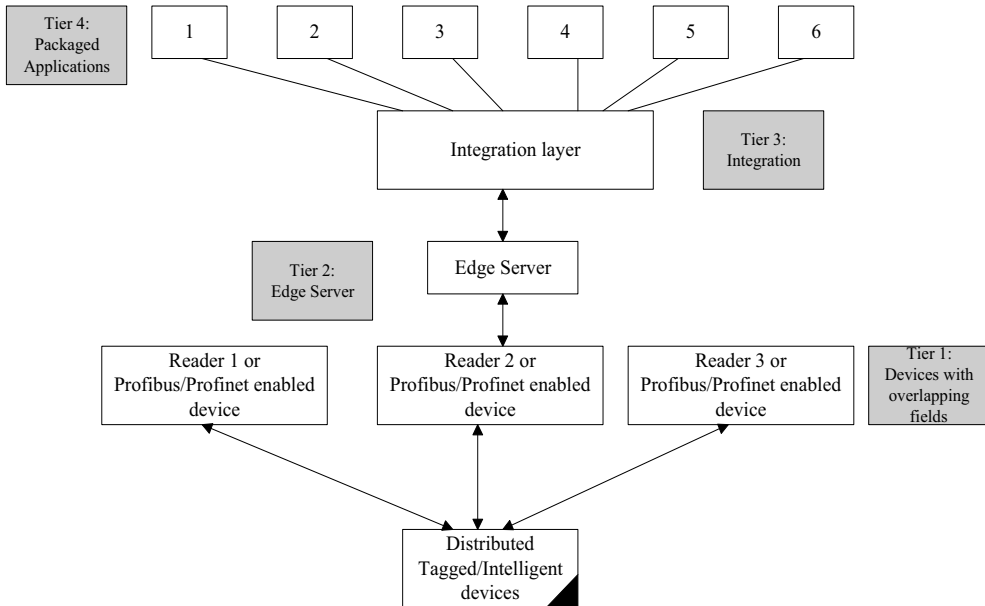 Tier 4:
Packaged
Applications
1
2
3
4
5
6
Integration layer
Tier 3:
Integration
Tier 2:
Edge Server
Edge Server
Reader 1 or
Profibus/Profinet enabled
device
Reader 2 or
Profibus/Profinet enabled
device
Reader 3 or
Profibus/Profinet enabled
device
Tier 1:
Devices with
overlapping
fields
Distributed
Tagged/Intelligent
devices